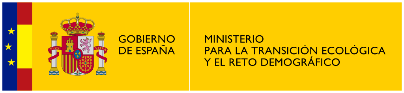 GOBIERNO
DE ESPAÑA
MINISTERIO
PARA LA TRANSICIÓN ECOLÓGICA
Y EL RETO DEMOGRÁFICO